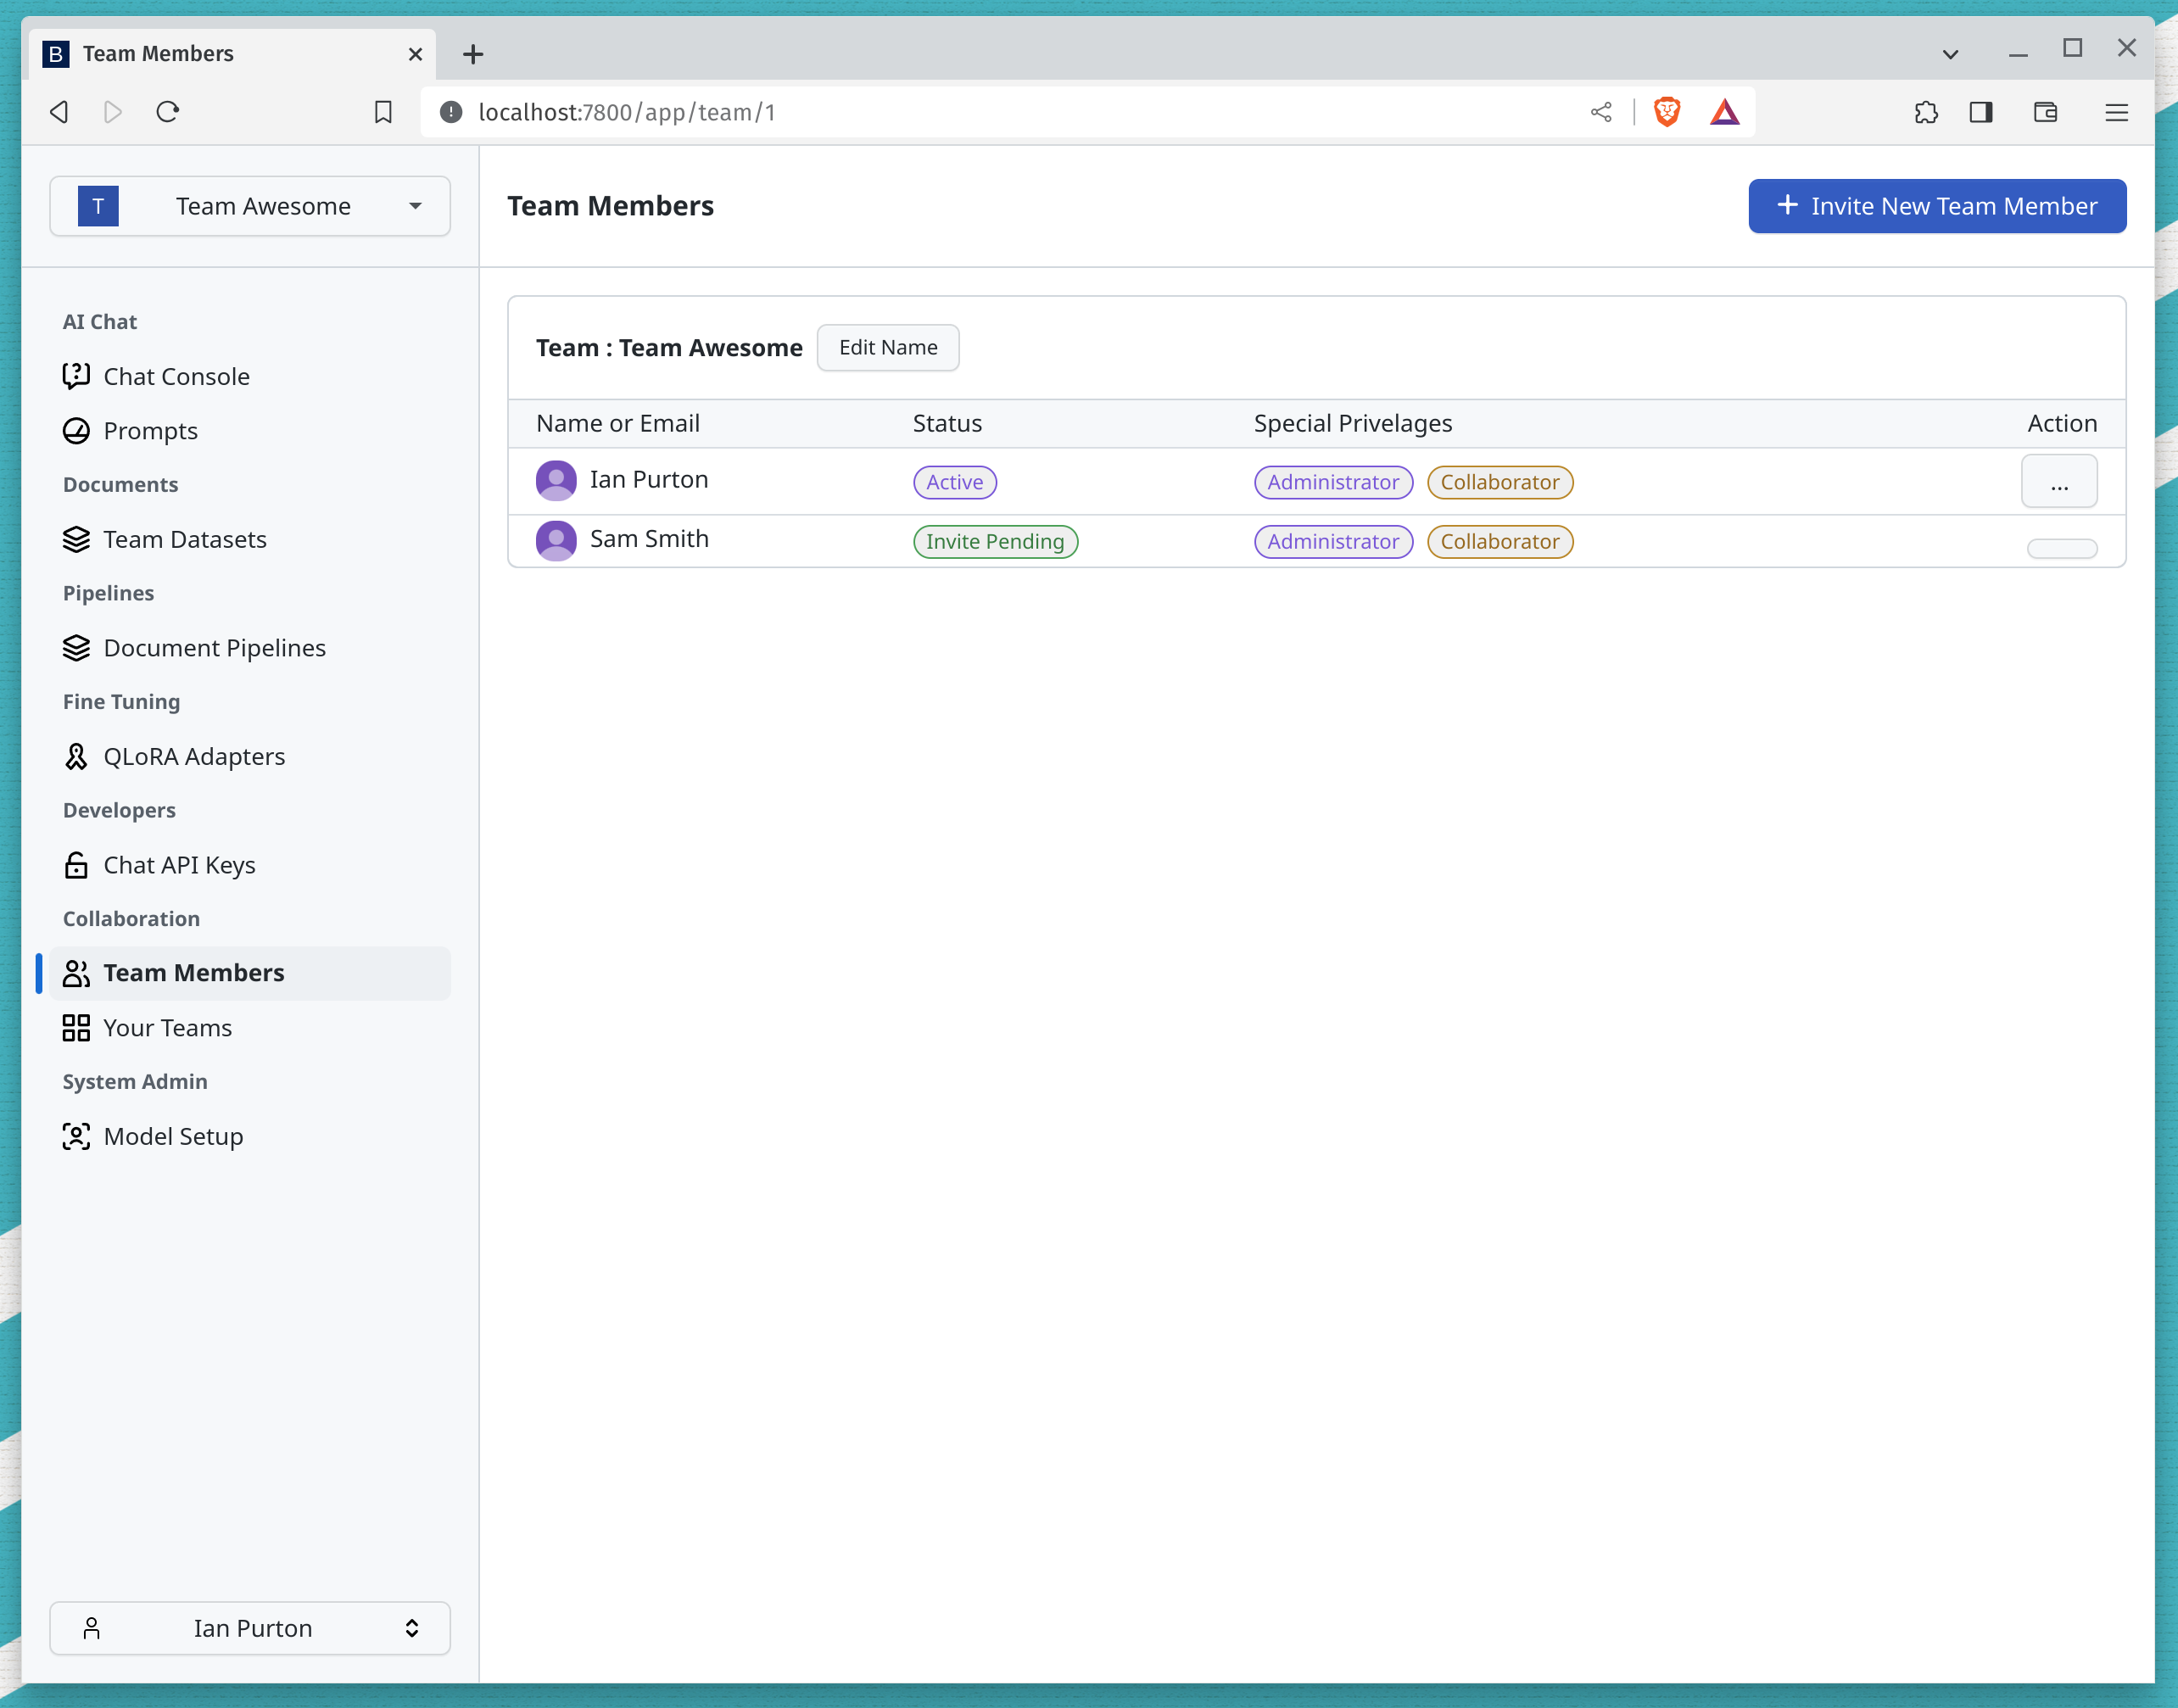 B Team Members
localhost:7800/app/team/1
T Team Awesome
Team Members
+ Invite New Team Member
AI Chat
Chat Console
Prompts
Documents
Team Datasets
Pipelines
Document Pipelines
Fine Tuning
QLoRA Adapters
Developers
Chat API Keys
Collaboration
Team Members
Your Teams
System Admin
Model Setup
Ian Purton
Team : Team Awesome Edit Name
Name or Email Status Special Privelages Action
Ian Purton Active Administrator Collaborator ...
Sam Smith Invite Pending Administrator Collaborator